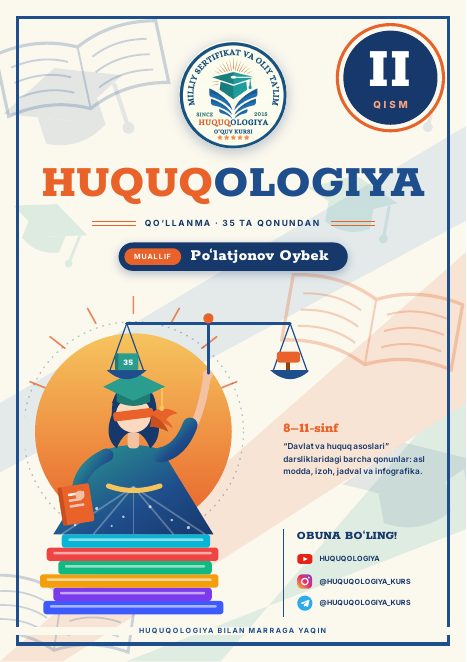 MILLIY SERTIFIKAT VA OLIY TA'LIM
SINCE 2015
HUQUQOLOGIYA
O'QUV KURSI
II
QISM
HUQUQOLOGIYA
QO'LLANMA · 35 TA QONUNDAN
MUALLIF Po'latjonov Oybek
35
8–11-sinf
"Davlat va huquq asoslari"
darsliklaridagi barcha qonunlar: asl
modda, izoh, jadval va infografika.
OBUNA BO'LING!
HUQUQOLOGIYA
@HUQUQOLOGIYA_KURS
@HUQUQOLOGIYA_KURS
HUQUQOLOGIYA BILAN MARRAGA YAQIN